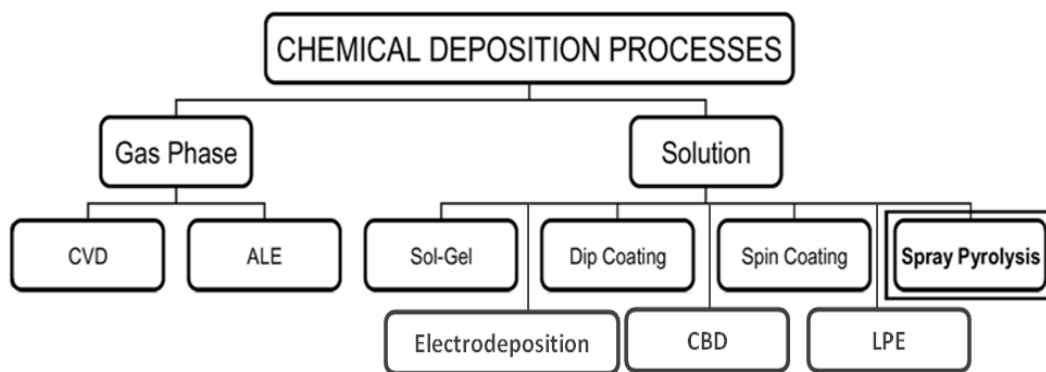 CHEMICAL DEPOSITION PROCESSES
Gas Phase
Solution
CVD
ALE
Sol-Gel
Dip Coating
Spin Coating
Spray Pyrolysis
Electrodeposition
CBD
LPE